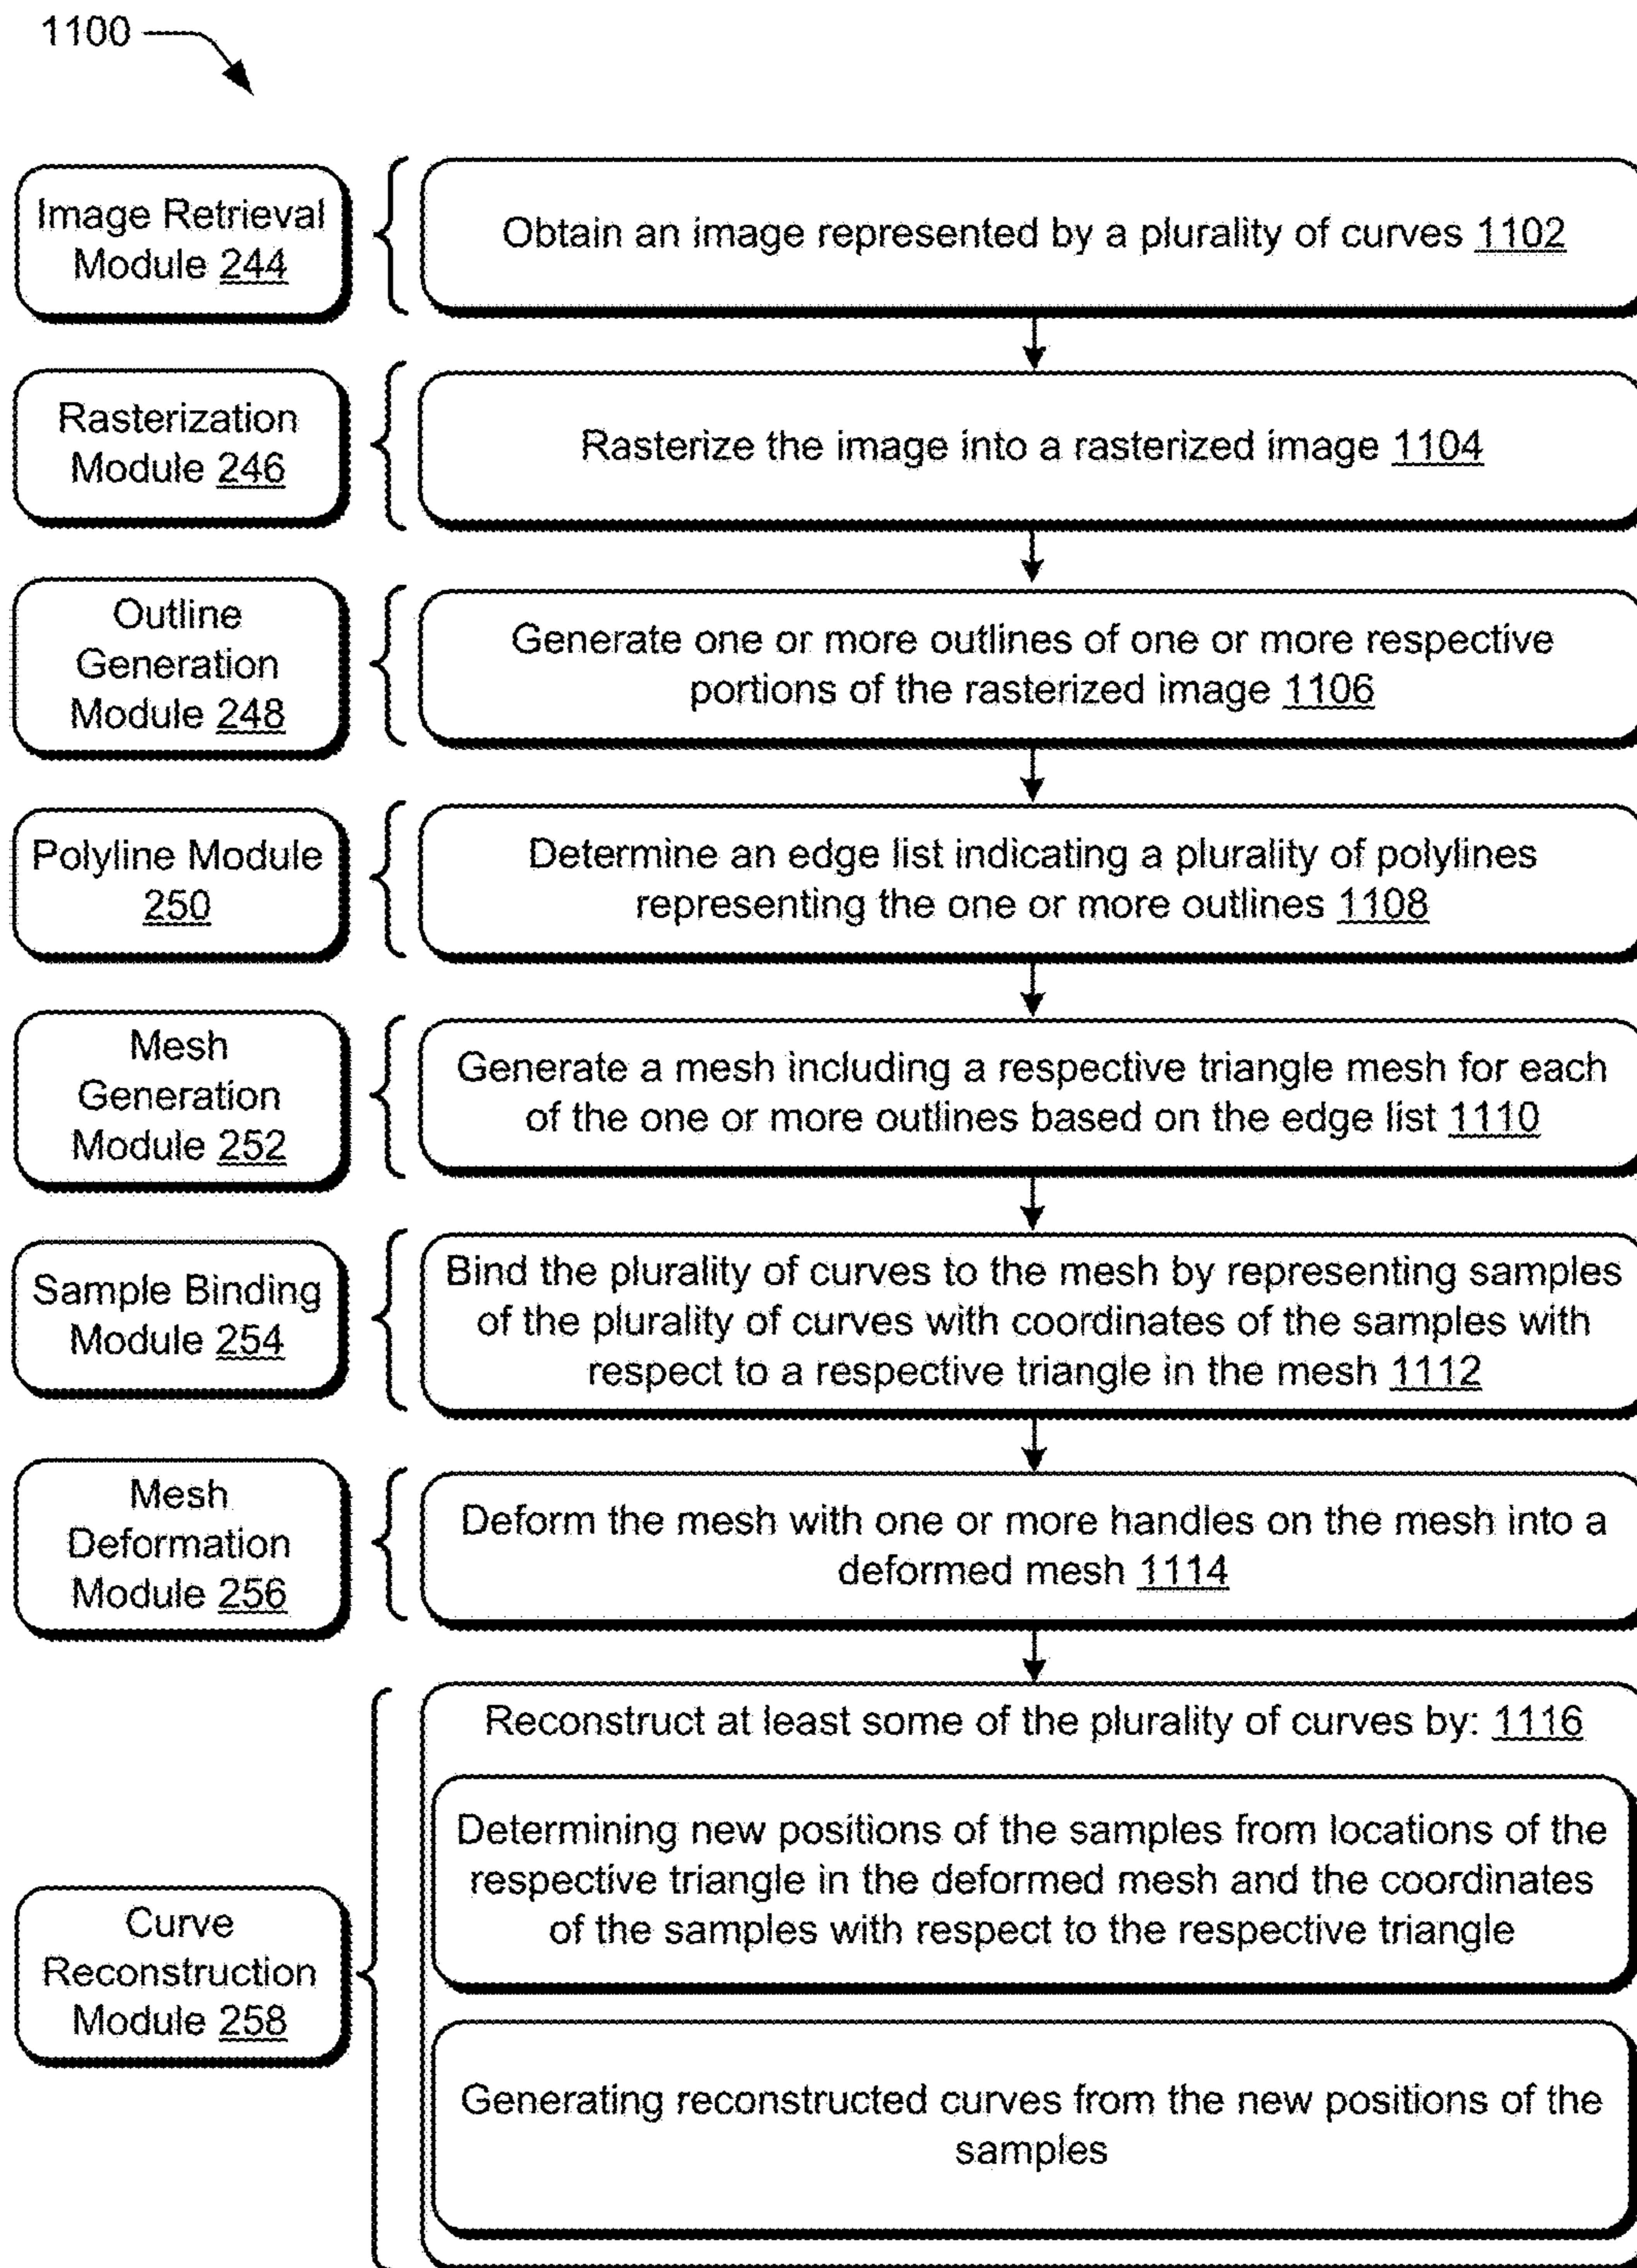 1100
Image Retrieval
Module 244
Obtain an image represented by a plurality of curves 1102
Rasterization
Module 246
Rasterize the image into a rasterized image 1104
Outline
Generation
Module 248
Generate one or more outlines of one or more respective
portions of the rasterized image 1106
Polyline Module
250
Determine an edge list indicating a plurality of polylines
representing the one or more outlines 1108
Mesh
Generation
Module 252
Generate a mesh including a respective triangle mesh for each
of the one or more outlines based on the edge list 1110
Sample Binding
Module 254
Bind the plurality of curves to the mesh by representing samples
of the plurality of curves with coordinates of the samples with
respect to a respective triangle in the mesh 1112
Mesh
Deformation
Module 256
Deform the mesh with one or more handles on the mesh into a
deformed mesh 1114
Curve
Reconstruction
Module 258
Reconstruct at least some of the plurality of curves by: 1116
Determining new positions of the samples from locations of the
respective triangle in the deformed mesh and the coordinates
of the samples with respect to the respective triangle
Generating reconstructed curves from the new positions of the
samples